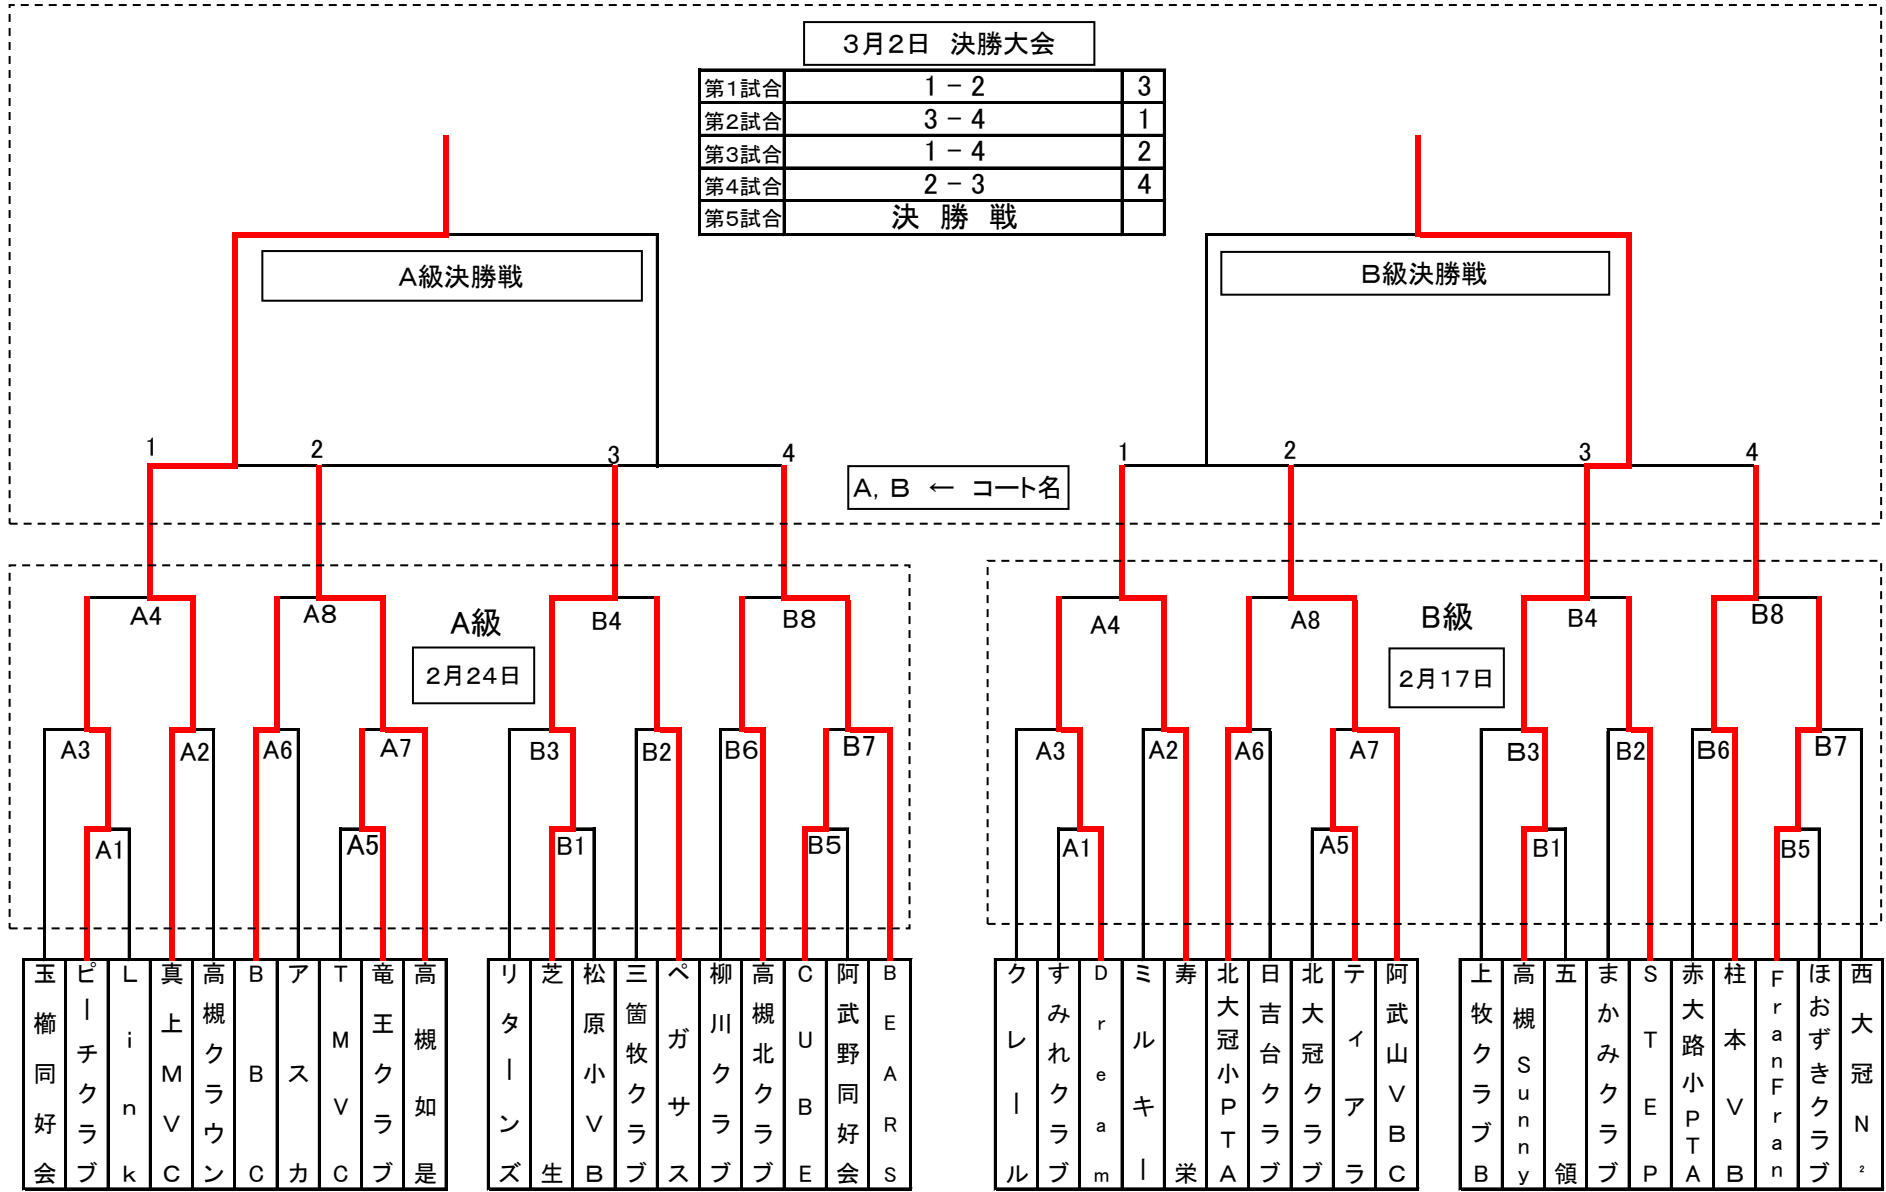 3月2日 決勝大会
第1試合 1－2 3
第2試合 3－4 1
第3試合 1－4 2
第4試合 2－3 4
第5試合 決 勝 戦
A級決勝戦
B級決勝戦
1 2 3 4
1 2 3 4
A, B ← コート名
A4 A8 A級 B4 B8
2月24日
A3 A2 A6 A7 B3 B2 B6 B7
A1 A5 B1 B5
A4 A8 B級 B4 B8
2月17日
A3 A2 A6 A7 B3 B2 B6 B7
A1 A5 B1 B5
玉櫛同好会
ピーチクラブ
Link
真上MVC
高槻クラウン
BBC
アスカ
TMVC
竜王クラブ
高槻如是
リターンズ
芝生
松原小VB
三箇牧クラブ
ペガサス
柳川クラブ
高槻北クラブ
CUBE
阿武野同好会
BEARS
クレール
すみれクラブ
Dream
ミルキー
寿栄
北大冠小PTA
日吉台クラブ
北大冠クラブ
ティアラ
阿武山VBC
上牧クラブB
高槻Sunny
五領
まかみクラブ
STEP
赤大路小PTA
柱本VB
FranFran
ほおずきクラブ
西大冠N²